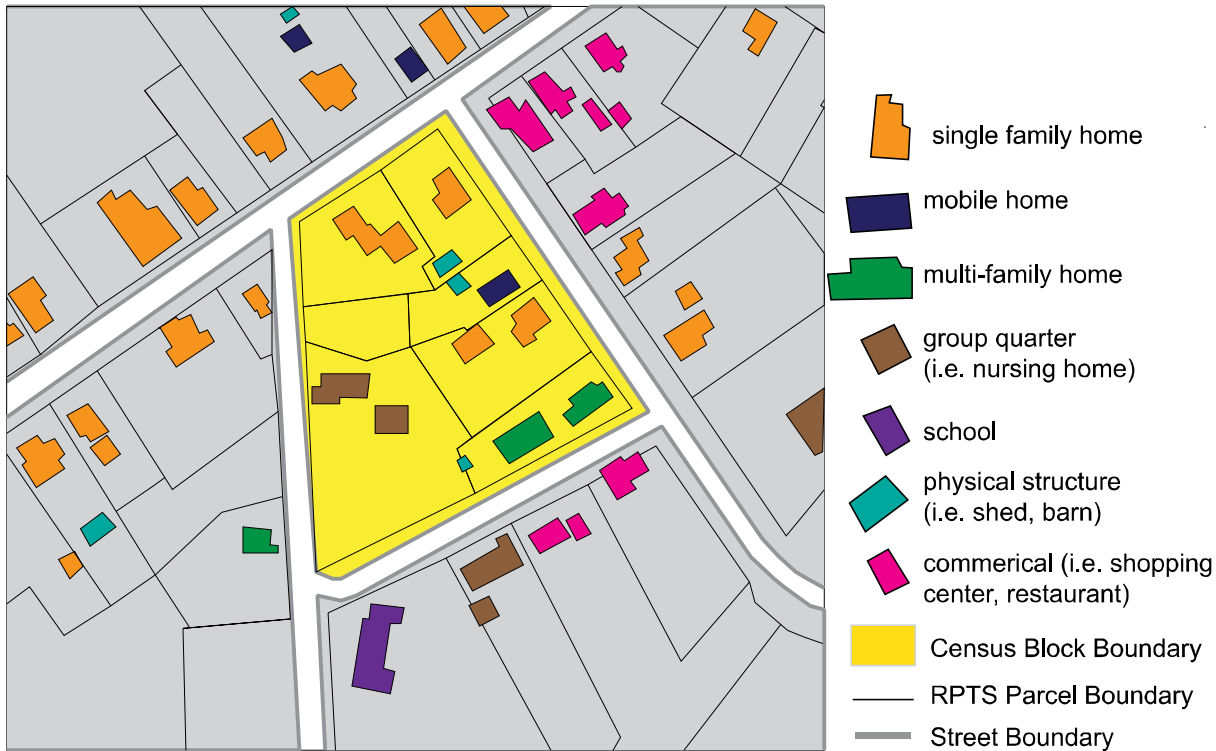 single family home
mobile home
multi-family home
group quarter
(i.e. nursing home)
school
physical structure
(i.e. shed, barn)
commerical (i.e. shopping
center, restaurant)
Census Block Boundary
RPTS Parcel Boundary
Street Boundary